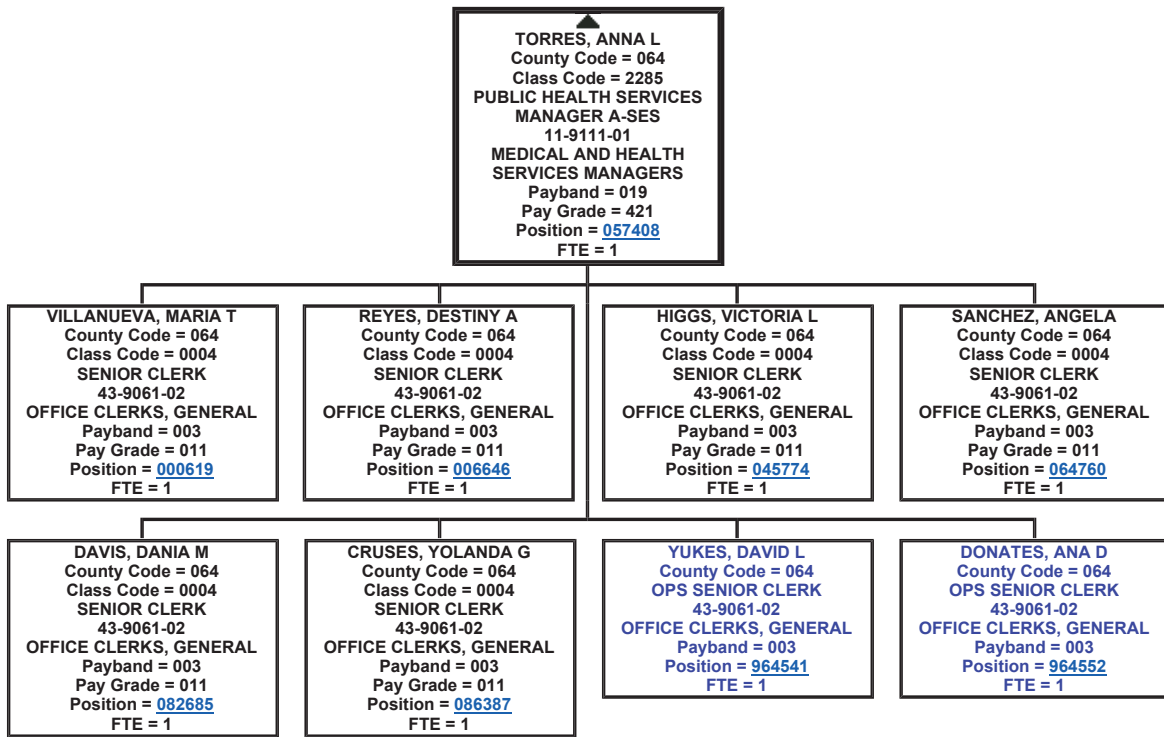 TORRES, ANNA L
County Code = 064
Class Code = 2285
PUBLIC HEALTH SERVICES
MANAGER A-SES
11-9111-01
MEDICAL AND HEALTH
SERVICES MANAGERS
Payband = 019
Pay Grade = 421
Position = 057408
FTE = 1
VILLANUEVA, MARIA T
County Code = 064
Class Code = 0004
SENIOR CLERK
43-9061-02
OFFICE CLERKS, GENERAL
Payband = 003
Pay Grade = 011
Position = 000619
FTE = 1
REYES, DESTINY A
County Code = 064
Class Code = 0004
SENIOR CLERK
43-9061-02
OFFICE CLERKS, GENERAL
Payband = 003
Pay Grade = 011
Position = 006646
FTE = 1
HIGGS, VICTORIA L
County Code = 064
Class Code = 0004
SENIOR CLERK
43-9061-02
OFFICE CLERKS, GENERAL
Payband = 003
Pay Grade = 011
Position = 045774
FTE = 1
SANCHEZ, ANGELA
County Code = 064
Class Code = 0004
SENIOR CLERK
43-9061-02
OFFICE CLERKS, GENERAL
Payband = 003
Pay Grade = 011
Position = 064760
FTE = 1
DAVIS, DANIA M
County Code = 064
Class Code = 0004
SENIOR CLERK
43-9061-02
OFFICE CLERKS, GENERAL
Payband = 003
Pay Grade = 011
Position = 082685
FTE = 1
CRUSES, YOLANDA G
County Code = 064
Class Code = 0004
SENIOR CLERK
43-9061-02
OFFICE CLERKS, GENERAL
Payband = 003
Pay Grade = 011
Position = 086387
FTE = 1
YUKES, DAVID L
County Code = 064
OPS SENIOR CLERK
43-9061-02
OFFICE CLERKS, GENERAL
Payband = 003
Position = 964541
FTE = 1
DONATES, ANA D
County Code = 064
OPS SENIOR CLERK
43-9061-02
OFFICE CLERKS, GENERAL
Payband = 003
Position = 964552
FTE = 1